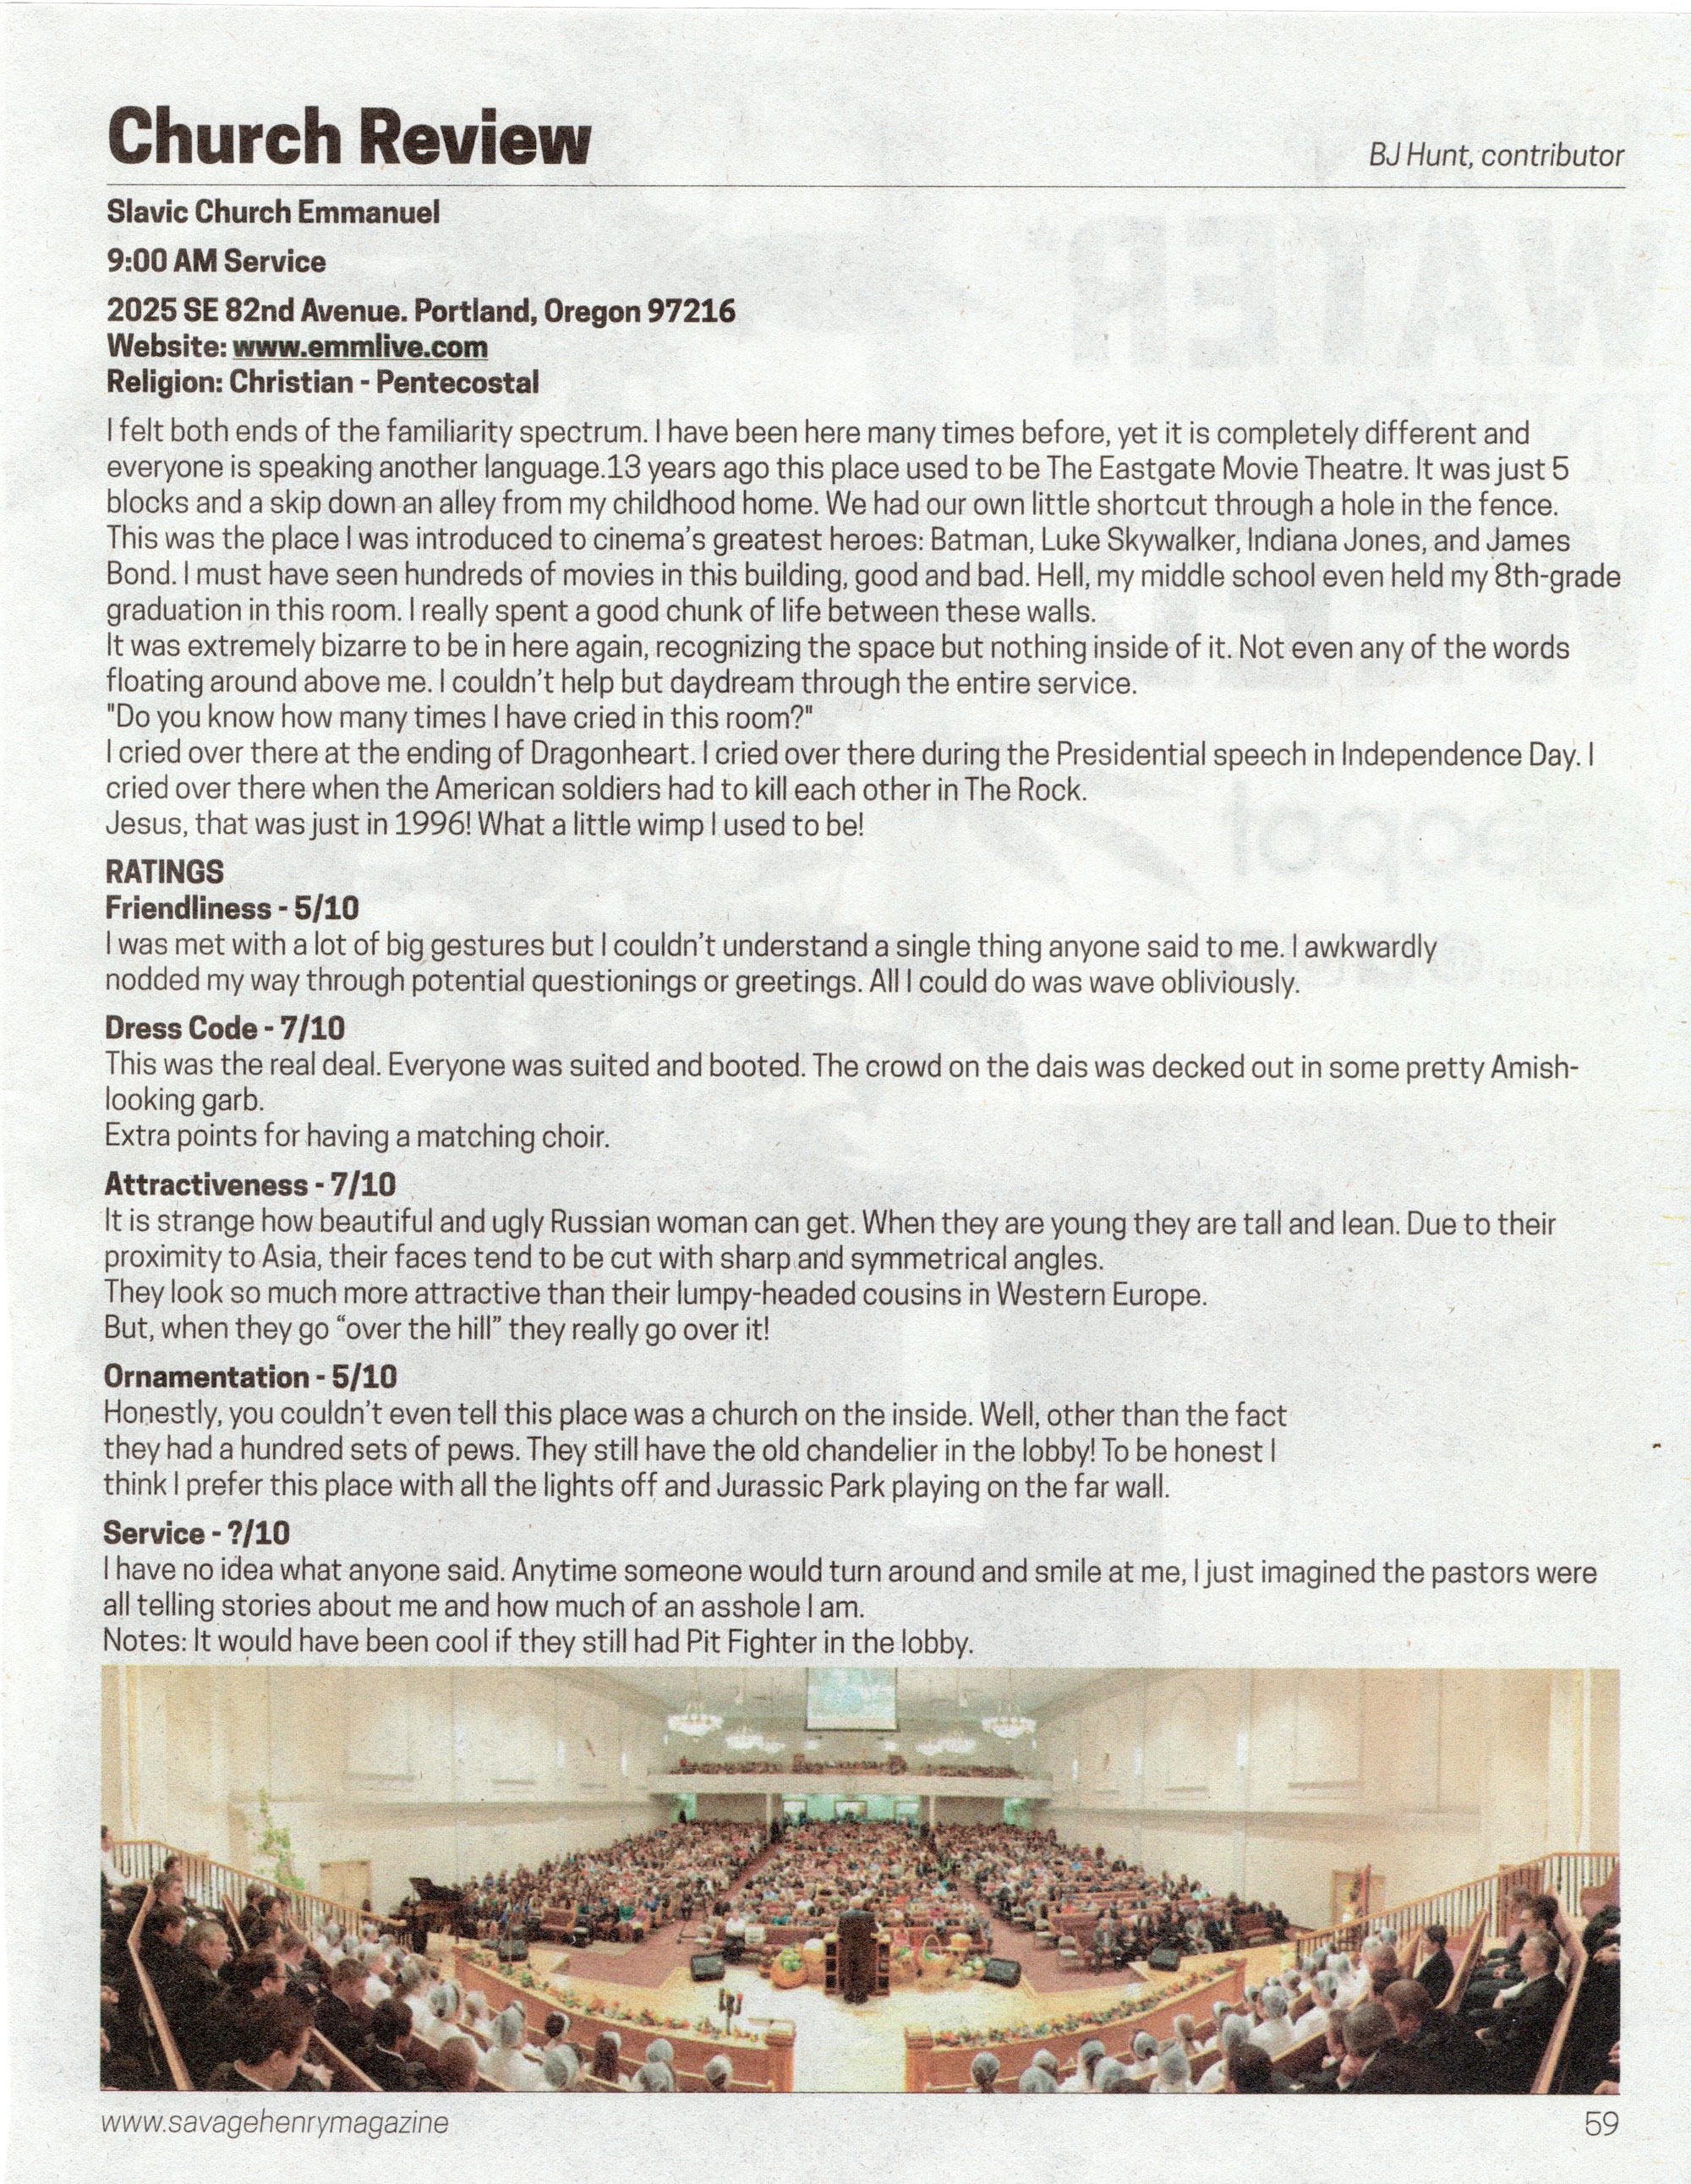 Church Review
BJ Hunt, contributor
Slavic Church Emmanuel
9:00 AM Service
2025 SE 82nd Avenue. Portland, Oregon 97216
Website: www.emmlive.com
Religion: Christian - Pentecostal
I felt both ends of the familiarity spectrum. I have been here many times before, yet it is completely different and
everyone is speaking another language.13 years ago this place used to be The Eastgate Movie Theatre. It was just 5
blocks and a skip down an alley from my childhood home. We had our own little shortcut through a hole in the fence.
This was the place I was introduced to cinema's greatest heroes: Batman, Luke Skywalker, Indiana Jones, and James
Bond. I must have seen hundreds of movies in this building, good and bad. Hell, my middle school even held my 8th-grade
graduation in this room. I really spent a good chunk of life between these walls.
It was extremely bizarre to be in here again, recognizing the space but nothing inside of it. Not even any of the words
floating around above me. I couldn't help but daydream through the entire service.
"Do you know how many times I have cried in this room?"
I cried over there at the ending of Dragonheart. I cried over there during the Presidential speech in Independence Day. I
cried over there when the American soldiers had to kill each other in The Rock.
Jesus, that was just in 1996! What a little wimp I used to be!
RATINGS
Friendliness - 5/10
I was met with a lot of big gestures but I couldn't understand a single thing anyone said to me. I awkwardly
nodded my way through potential questionings or greetings. All I could do was wave obliviously.
Dress Code - 7/10
This was the real deal. Everyone was suited and booted. The crowd on the dais was decked out in some pretty Amish-
looking garb.
Extra points for having a matching choir.
Attractiveness - 7/10
It is strange how beautiful and ugly Russian woman can get. When they are young they are tall and lean. Due to their
proximity to Asia, their faces tend to be cut with sharp and symmetrical angles.
They look so much more attractive than their lumpy-headed cousins in Western Europe.
But, when they go “over the hill” they really go over it!
Ornamentation - 5/10
Honestly, you couldn't even tell this place was a church on the inside. Well, other than the fact
they had a hundred sets of pews. They still have the old chandelier in the lobby! To be honest I
think I prefer this place with all the lights off and Jurassic Park playing on the far wall.
Service - ?/10
I have no idea what anyone said. Anytime someone would turn around and smile at me, I just imagined the pastors were
all telling stories about me and how much of an asshole I am.
Notes: It would have been cool if they still had Pit Fighter in the lobby.
www.savagehenrymagazine
59